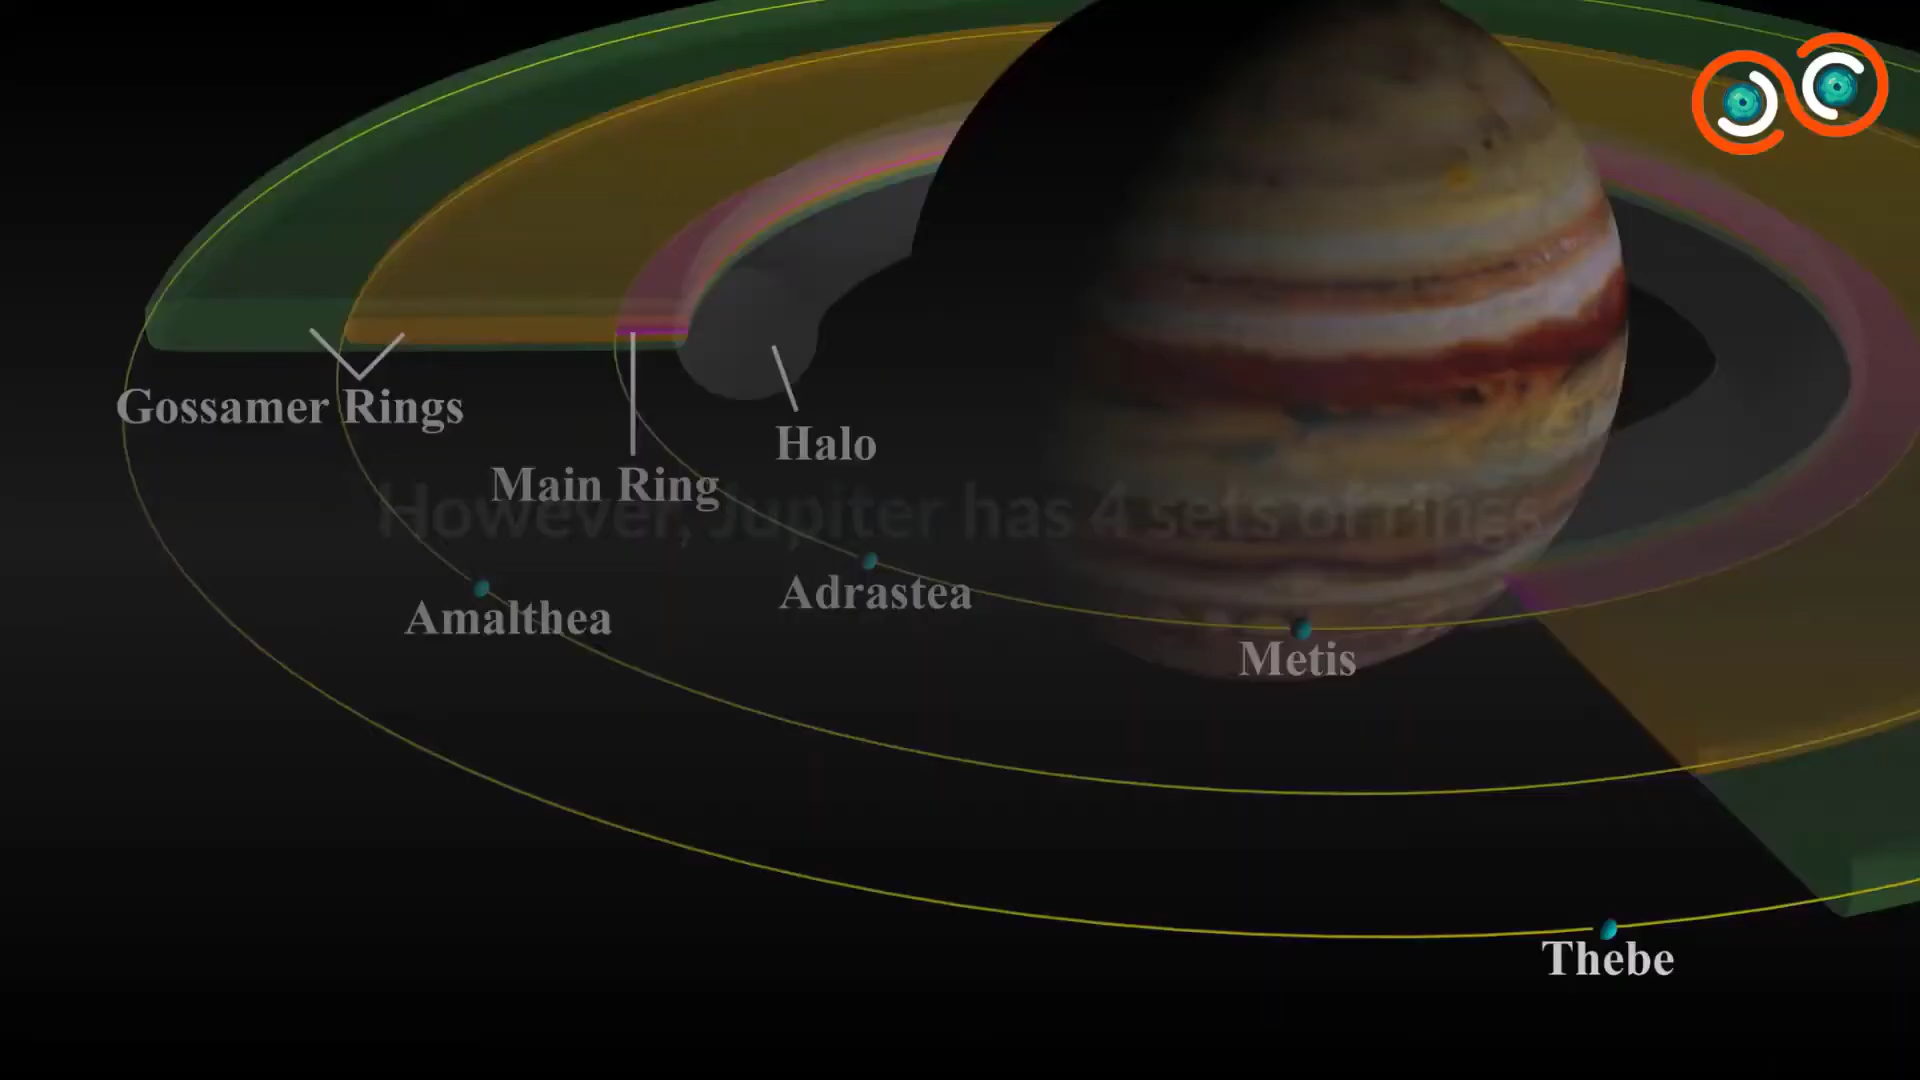 Gossamer Rings
Halo
Main Ring
However, Jupiter has 4 sets of rings
Adrastea
Amalthea
Metis
Thebe